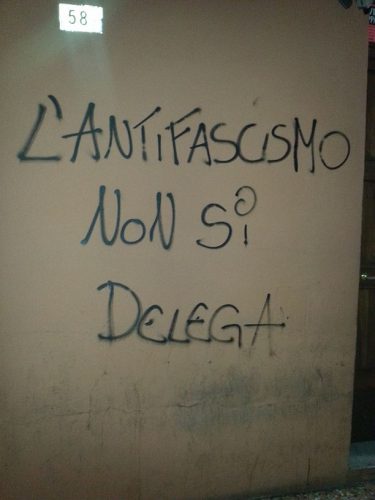 58
L'ANTIFASCISMO
NON Si
DELEGA